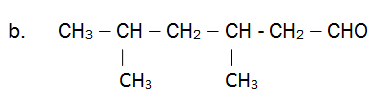 b. CH₃ – CH – CH₂ – CH - CH₂ – CHO
| |
CH₃ CH₃